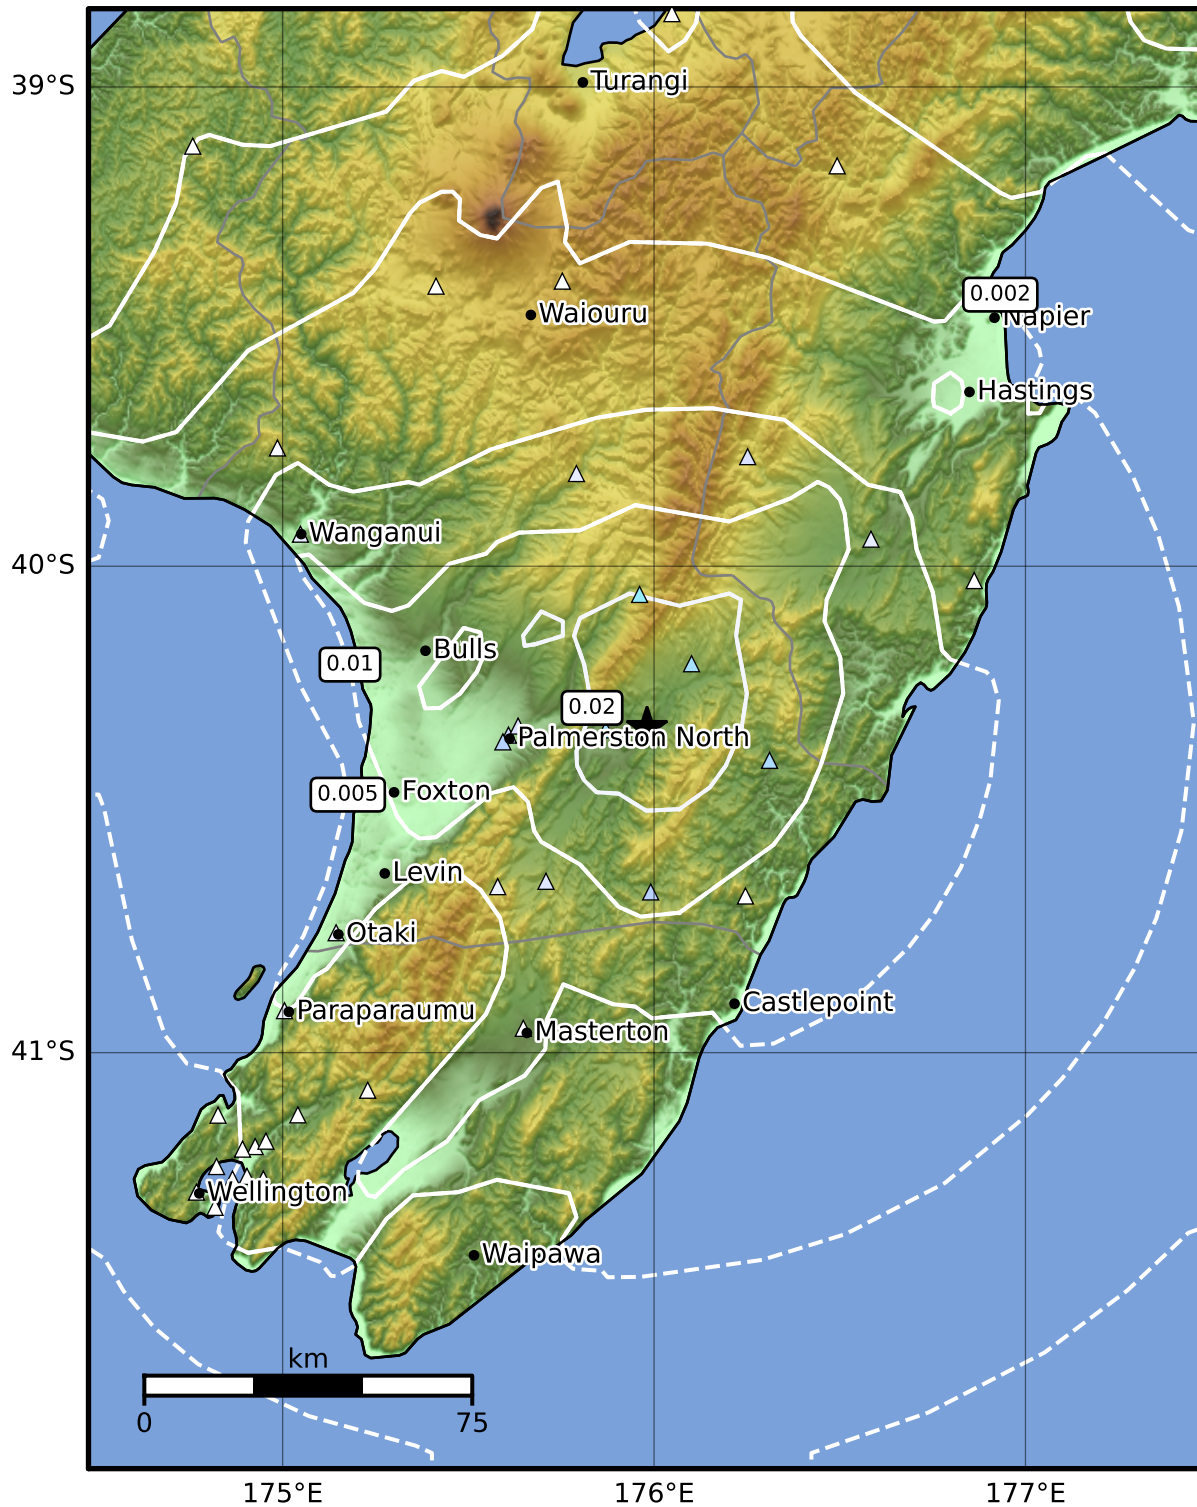 39°S
Turangi
Waiouru
0.002
Napier
Hastings
Wanganui
40°S
Bulls
0.01
0.02
Palmerston North
0.005
Foxton
Levin
Otaki
Castlepoint
Paraparaumu
Masterton
41°S
Wellington
Waipawa
km
0
75
175°E
176°E
177°E